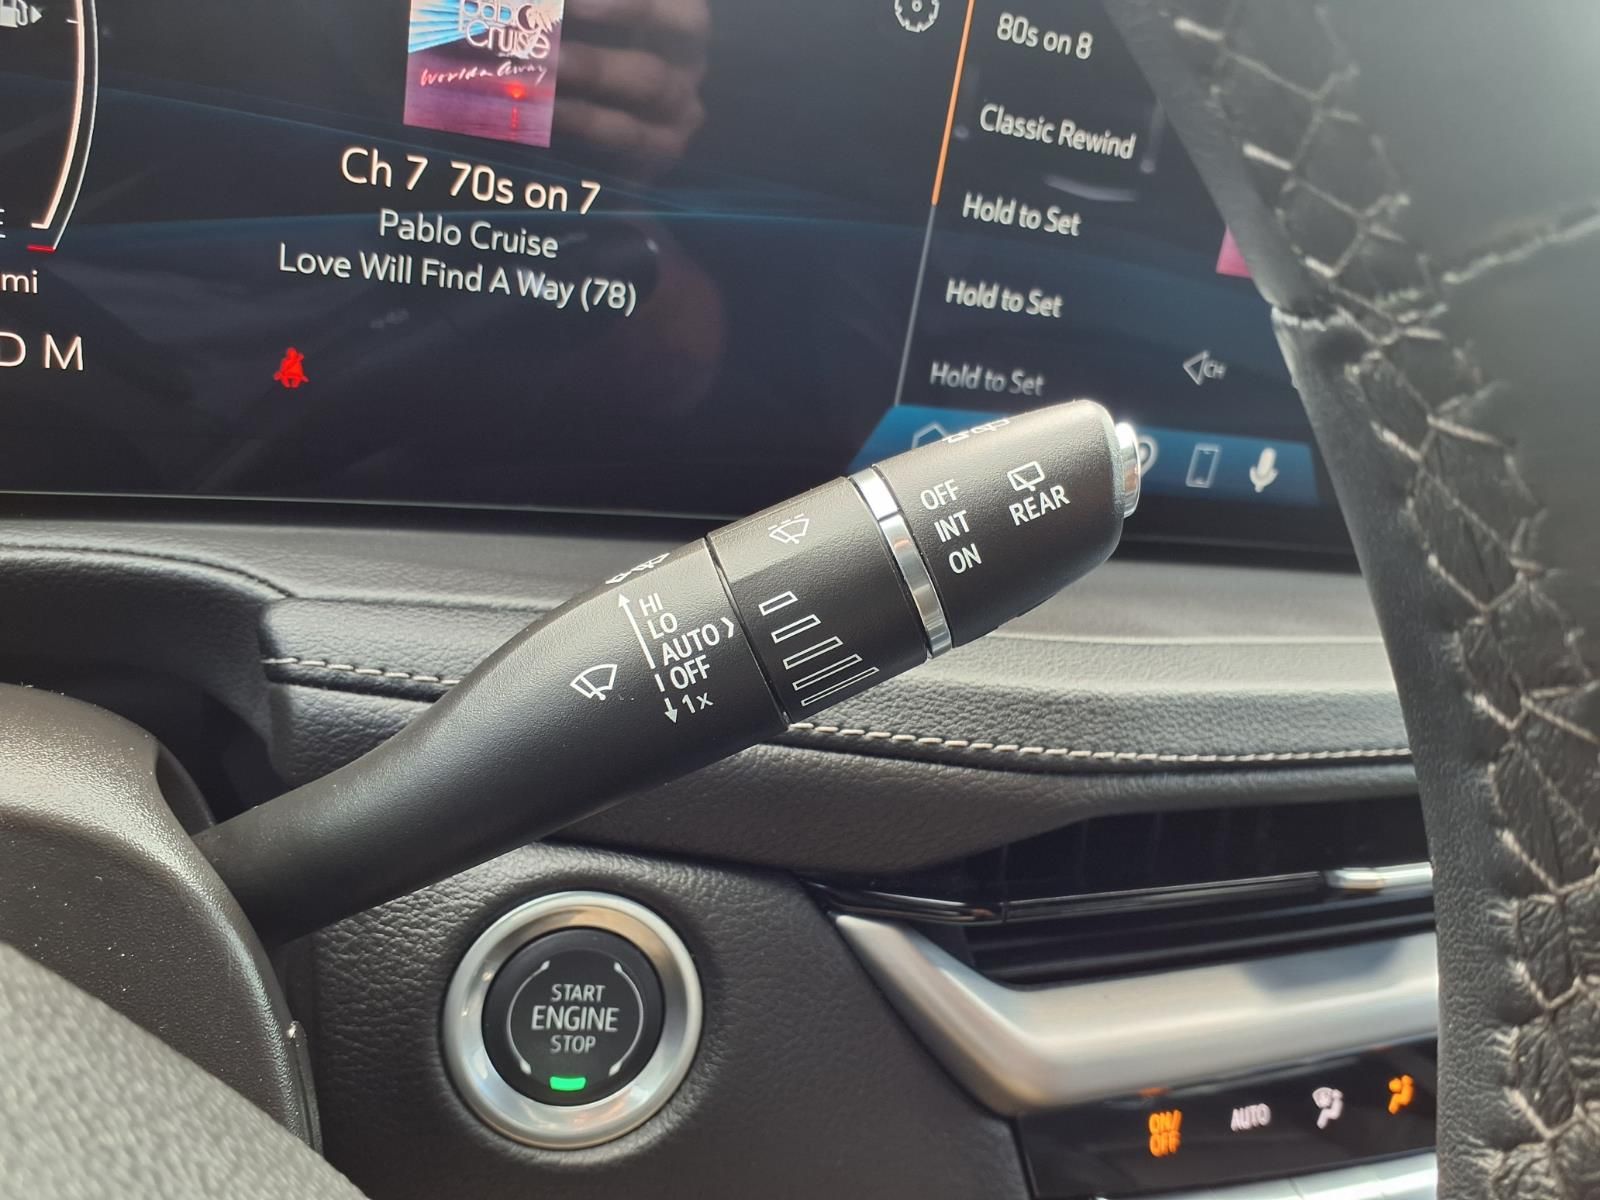 Pablo
Cruise
Worlds Away
Ch 7 70s on 7
Pablo Cruise
Love Will Find A Way (78)
80s on 8
Classic Rewind
Hold to Set
Hold to Set
Hold to Set
CH
E
mi
D M
HI
LO
AUTO
OFF
1x
OFF
INT
ON
REAR
START
ENGINE
STOP
ON/
OFF
AUTO